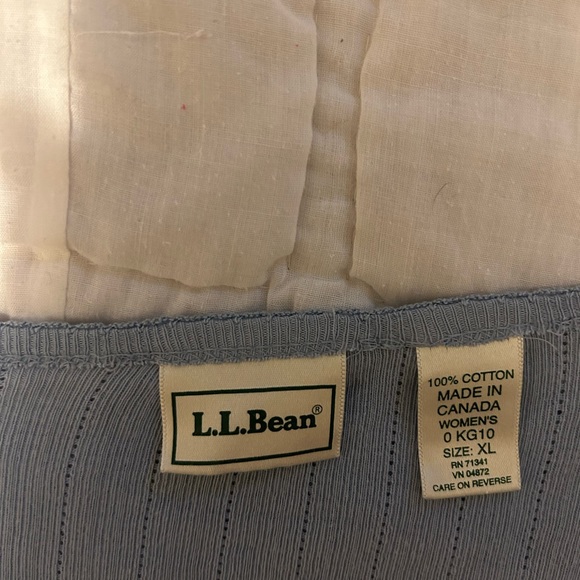 L.L.Bean®
100% COTTON
MADE IN
CANADA
WOMEN'S
0 KG10
SIZE: XL
RN 71341
VN 04872
CARE ON REVERSE